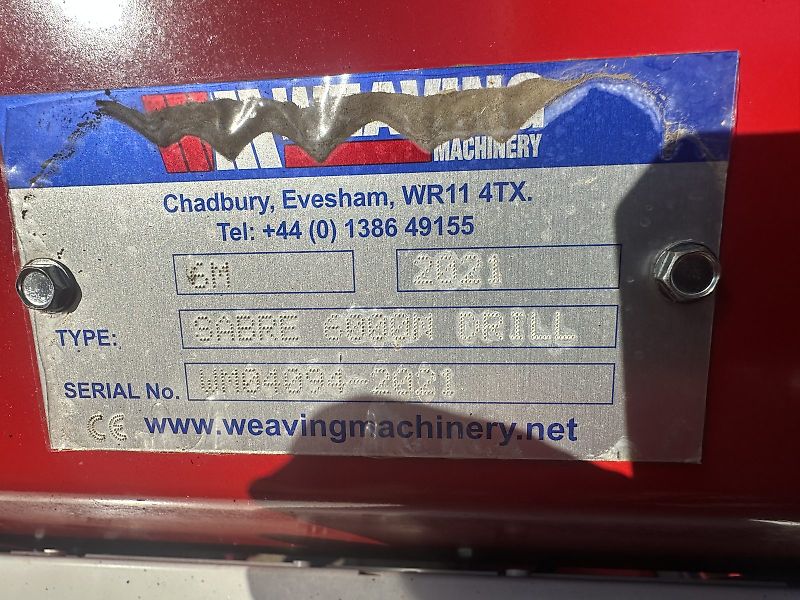 WEAVING
MACHINERY
Chadbury, Evesham, WR11 4TX.
Tel: +44 (0) 1386 49155
6M 2021
TYPE: SABRE 6000M DRILL
SERIAL No. WM04094-2021
CE www.weavingmachinery.net